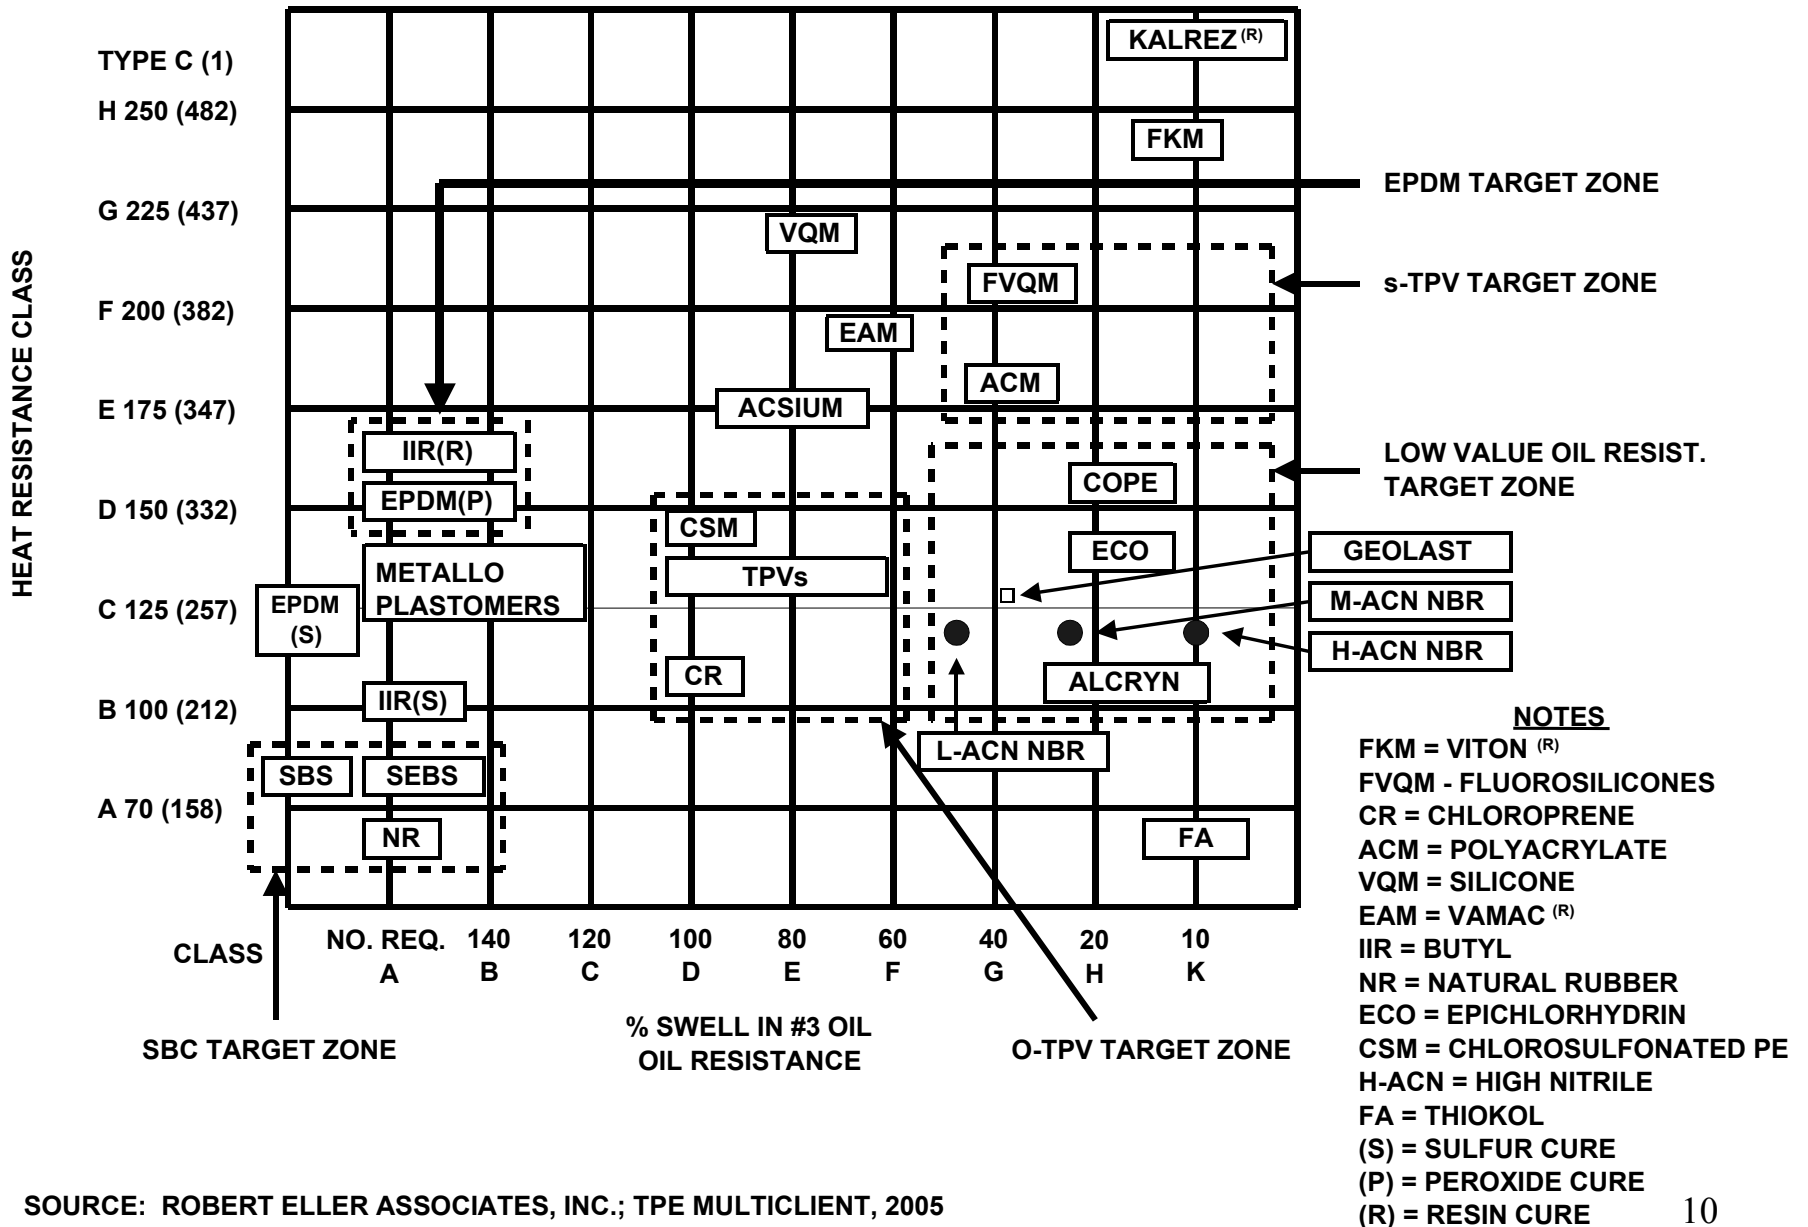 HEAT RESISTANCE CLASS
TYPE C (1)
H 250 (482)
G 225 (437)
F 200 (382)
E 175 (347)
D 150 (332)
C 125 (257)
B 100 (212)
A 70 (158)
KALREZ (R)
FKM
VQM
FVQM
EAM
ACM
ACSIUM
IIR(R)
EPDM(P)
COPE
CSM
ECO
METALLO
PLASTOMERS
TPVs
EPDM
(S)
CR
ALCRYN
IIR(S)
L-ACN NBR
SBS
SEBS
NR
FA
EPDM TARGET ZONE
s-TPV TARGET ZONE
LOW VALUE OIL RESIST.
TARGET ZONE
GEOLAST
M-ACN NBR
H-ACN NBR
CLASS
NO. REQ. 140 120 100 80 60 40 20 10
A B C D E F G H K
SBC TARGET ZONE
% SWELL IN #3 OIL
OIL RESISTANCE
O-TPV TARGET ZONE
NOTES
FKM = VITON (R)
FVQM - FLUOROSILICONES
CR = CHLOROPRENE
ACM = POLYACRYLATE
VQM = SILICONE
EAM = VAMAC (R)
IIR = BUTYL
NR = NATURAL RUBBER
ECO = EPICHLORHYDRIN
CSM = CHLOROSULFONATED PE
H-ACN = HIGH NITRILE
FA = THIOKOL
(S) = SULFUR CURE
(P) = PEROXIDE CURE
(R) = RESIN CURE
SOURCE: ROBERT ELLER ASSOCIATES, INC.; TPE MULTICLIENT, 2005
10